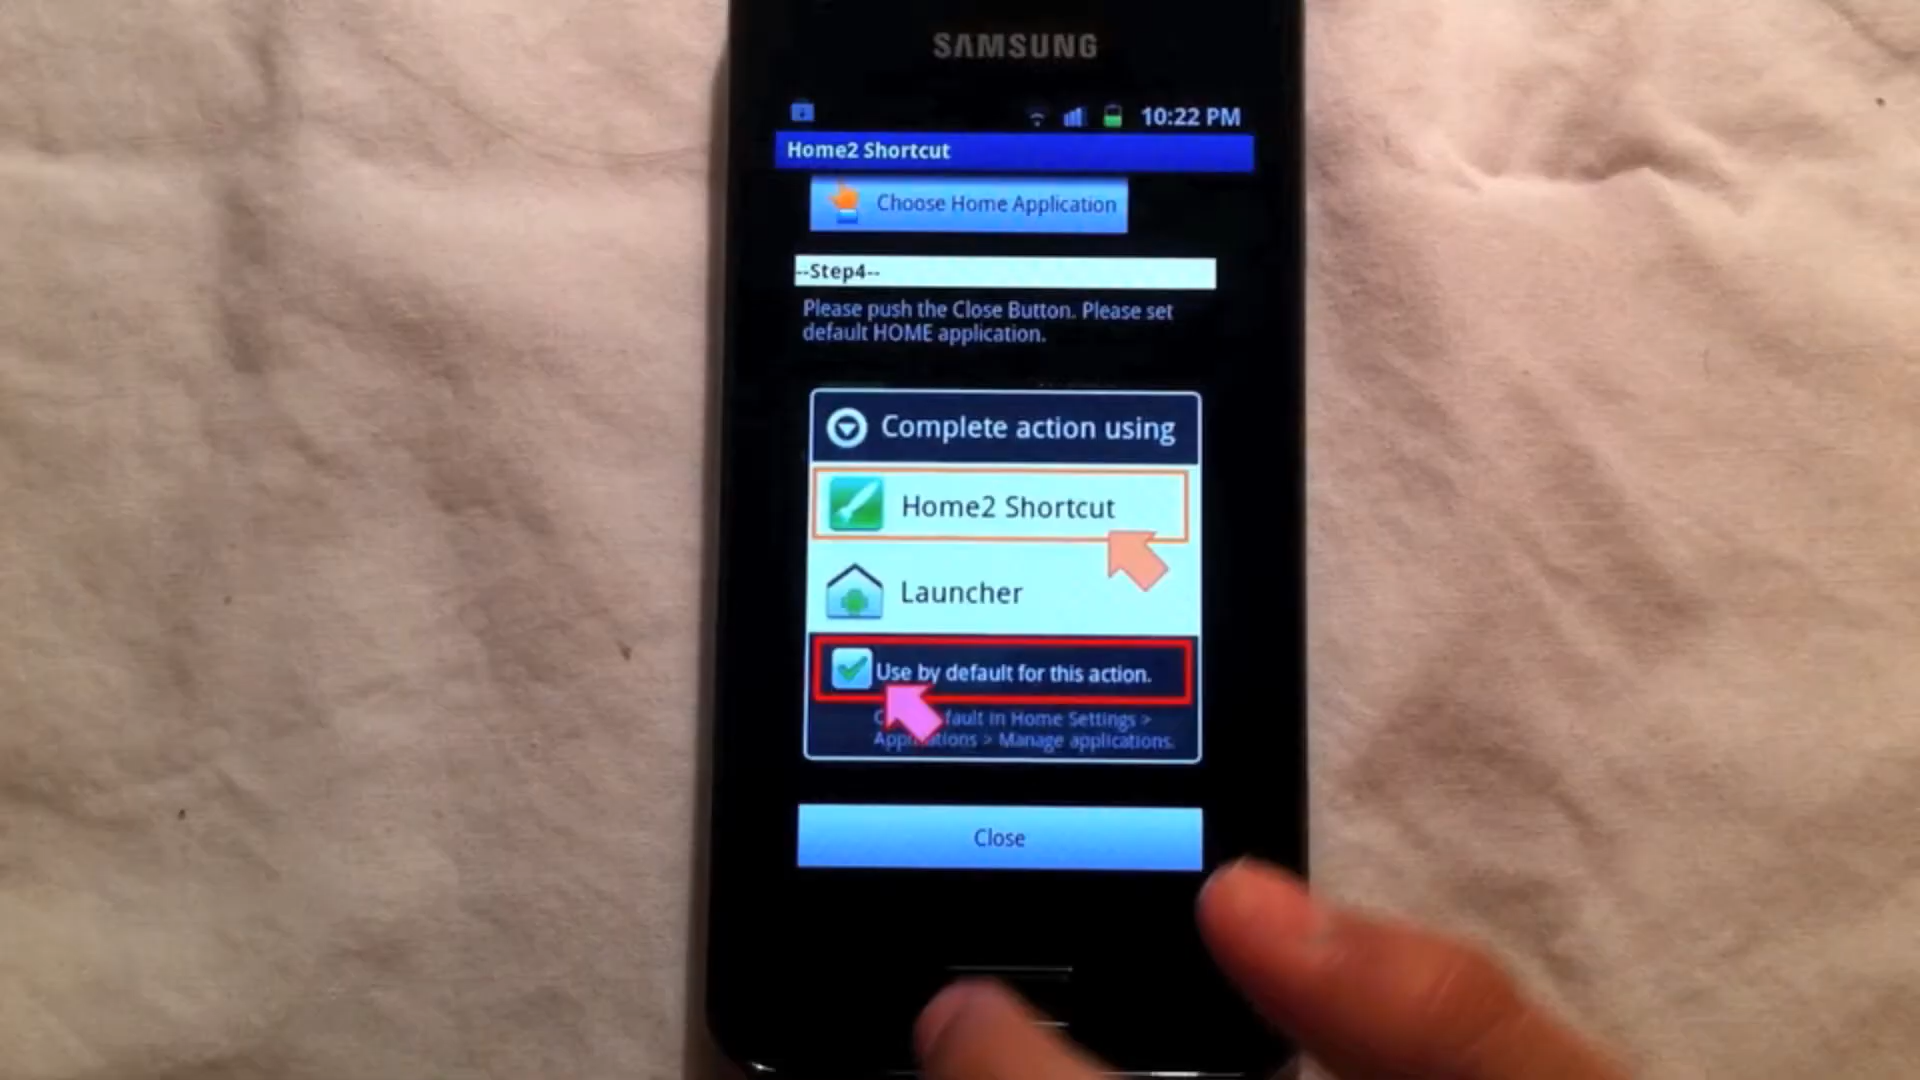 SAMSUNG
10:22 PM
Home2 Shortcut
Choose Home Application
--Step4--
Please push the Close Button. Please set
default HOME application.
Complete action using
Home2 Shortcut
Launcher
Use by default for this action.
in Home Settings >
> Manage applications.
Close